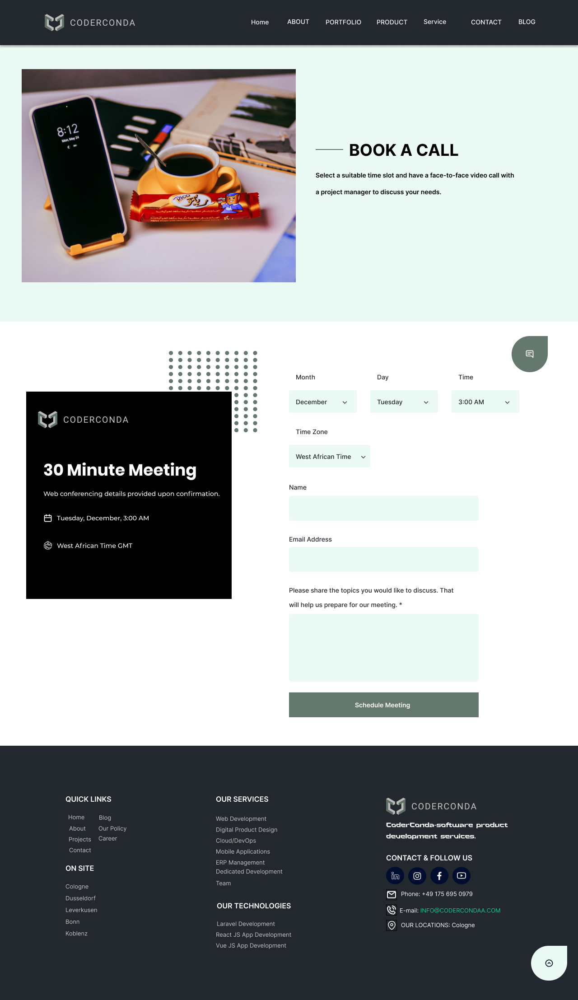 CODERCONDA
Home ABOUT PORTFOLIO PRODUCT Service CONTACT BLOG
8:12
Mon, May 24
BOOK A CALL
Select a suitable time slot and have a face-to-face video call with
a project manager to discuss your needs.
Rico
Month Day Time
December Tuesday 3:00 AM
Time Zone
West African Time
CODERCONDA
30 Minute Meeting
Web conferencing details provided upon confirmation.
Tuesday, December, 3:00 AM
West African Time GMT
Name
Email Address
Please share the topics you would like to discuss. That
will help us prepare for our meeting. *
Schedule Meeting
QUICK LINKS
Home Blog
About Our Policy
Projects Career
Contact
ON SITE
Cologne
Dusseldorf
Leverkusen
Bonn
Koblenz
OUR SERVICES
Web Development
Digital Product Design
Cloud/DevOps
Mobile Applications
ERP Management
Dedicated Development
Team
OUR TECHNOLOGIES
Laravel Development
React JS App Development
Vue JS App Development
CODERCONDA
CoderConda-software product
development services.
CONTACT & FOLLOW US
in
Phone: +49 175 695 0979
E-mail: INFO@CODERCONDAA.COM
OUR LOCATIONS: Cologne